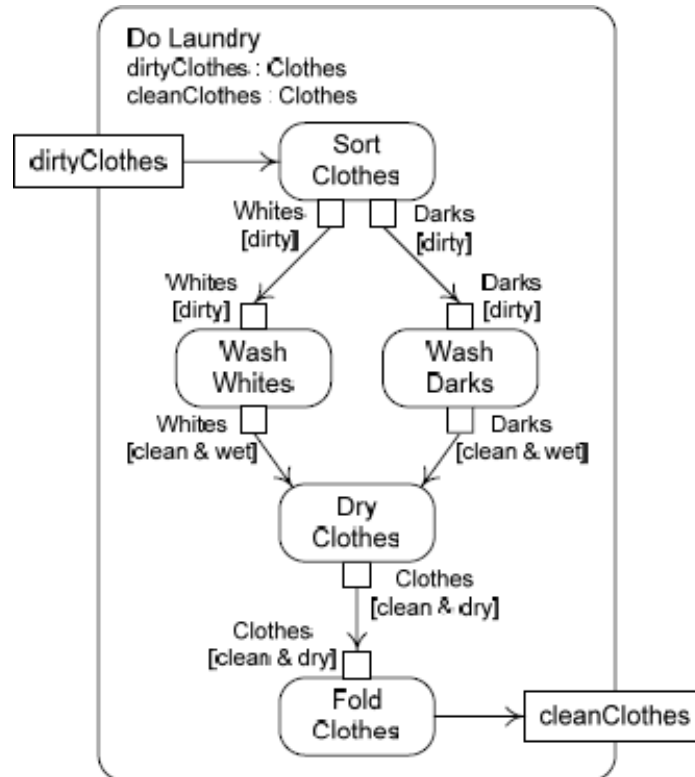 Do Laundry
dirtyClothes : Clothes
cleanClothes : Clothes
dirtyClothes
Sort
Clothes
Whites
[dirty]
Darks
[dirty]
Whites
[dirty]
Darks
[dirty]
Wash
Whites
Wash
Darks
Whites
[clean & wet]
Darks
[clean & wet]
Dry
Clothes
Clothes
[clean & dry]
Clothes
[clean & dry]
Fold
Clothes
cleanClothes